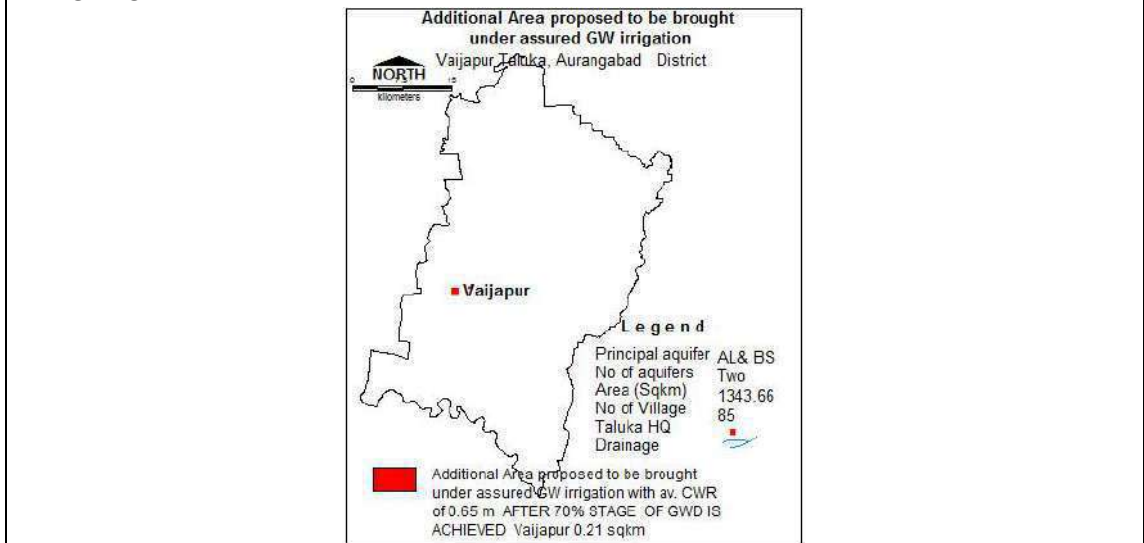 Additional Area proposed to be brought
under assured GW irrigation
Vaijapur Taluka, Aurangabad District
NORTH
0 7.5 15
kilometers
Vaijapur
Legend
Principal aquifer AL& BS
No of aquifers Two
Area (Sqkm) 1343.66
No of Village 85
Taluka HQ
Drainage
Additional Area proposed to be brought
under assured GW irrigation with av. CWR
of 0.65 m AFTER 70% STAGE OF GWD IS
ACHIEVED Vaijapur 0.21 sqkm